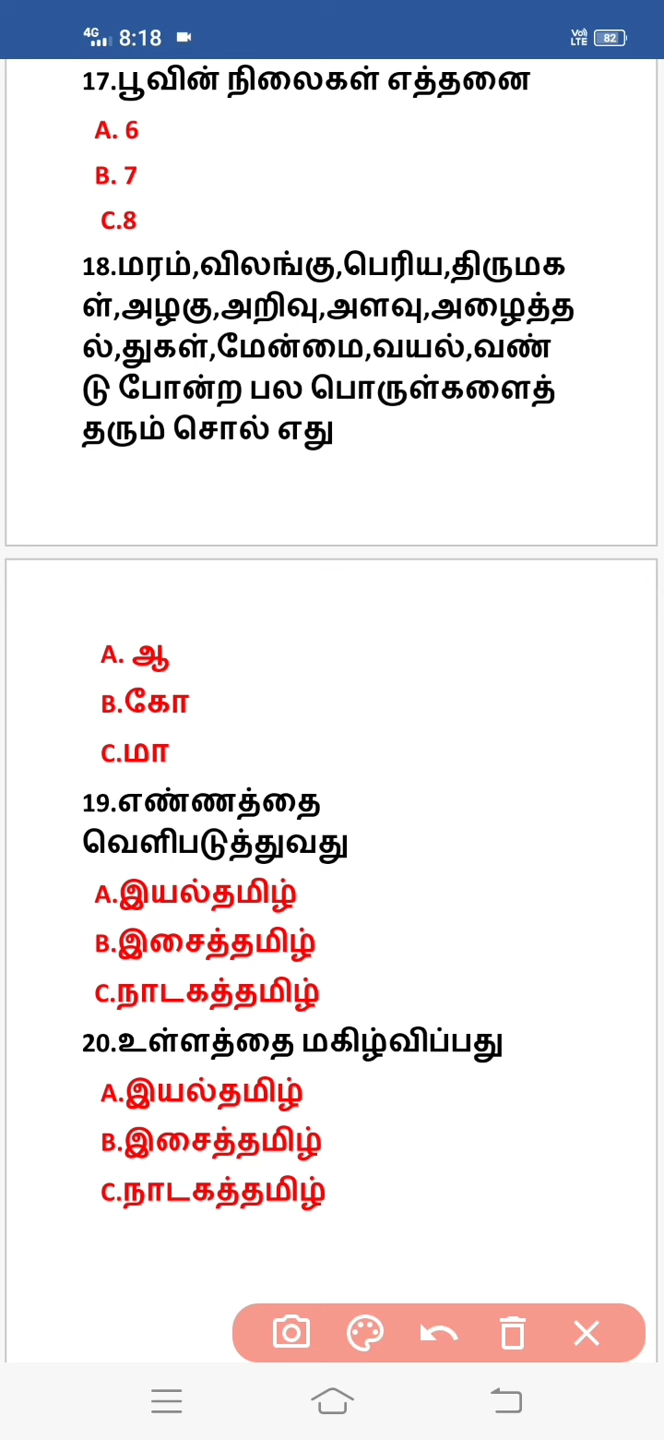 4G 8:18 Vo) LTE 82
17.பூவின் நிலைகள் எத்தனை
A. 6
B. 7
C.8
18.மரம்,விலங்கு,பெரிய,திருமக
ள்,அழகு,அறிவு,அளவு,அழைத்த
ல்,துகள்,மேன்மை,வயல்,வண்
டு போன்ற பல பொருள்களைத்
தரும் சொல் எது
A. ஆ
B.கோ
C.மா
19.எண்ணத்தை
வெளிபடுத்துவது
A.இயல்தமிழ்
B.இசைத்தமிழ்
C.நாடகத்தமிழ்
20.உள்ளத்தை மகிழ்விப்பது
A.இயல்தமிழ்
B.இசைத்தமிழ்
C.நாடகத்தமிழ்